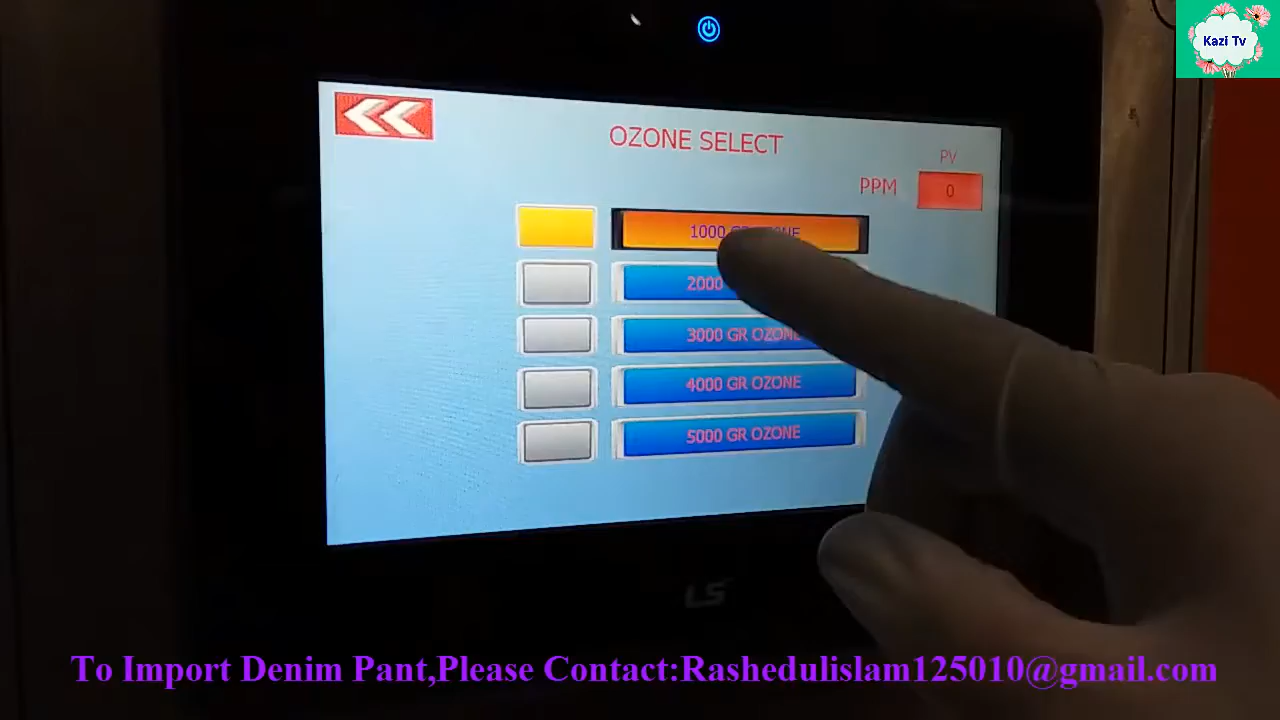 Kazi Tv
OZONE SELECT
PV
PPM 0
1000
2000
3000 GR OZONE
4000 GR OZONE
5000 GR OZONE
LS
To Import Denim Pant,Please Contact:Rashedulislam125010@gmail.com